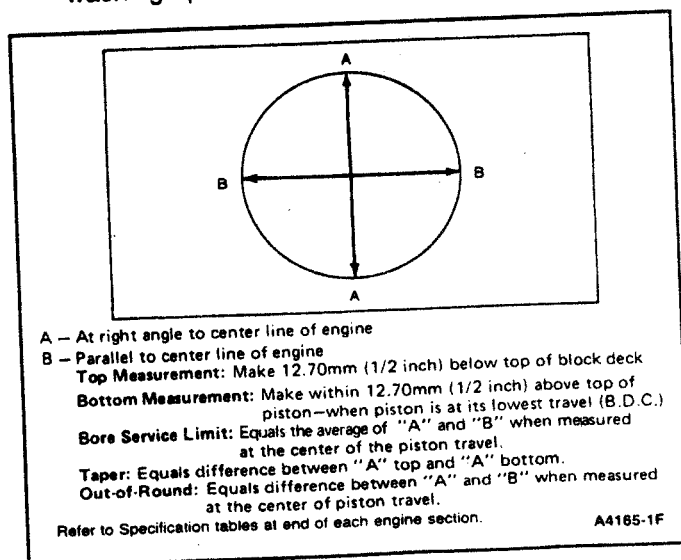 A
B
B
A
A – At right angle to center line of engine
B – Parallel to center line of engine
Top Measurement: Make 12.70mm (1/2 inch) below top of block deck
Bottom Measurement: Make within 12.70mm (1/2 inch) above top of
piston—when piston is at its lowest travel (B.D.C.)
Bore Service Limit: Equals the average of "A" and "B" when measured
at the center of the piston travel.
Taper: Equals difference between "A" top and "A" bottom.
Out-of-Round: Equals difference between "A" and "B" when measured
at the center of piston travel.
Refer to Specification tables at end of each engine section.
A4165-1F